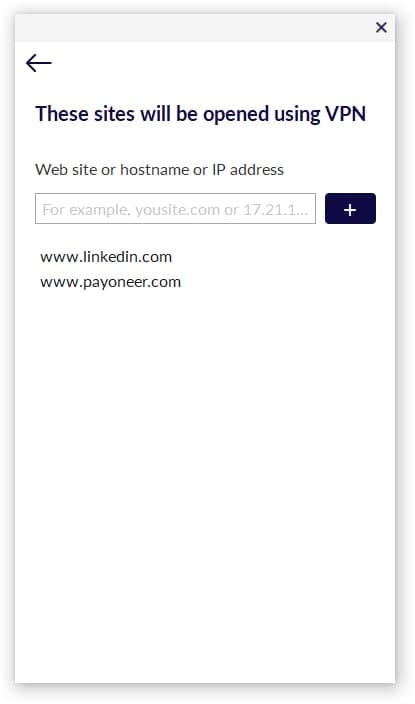 These sites will be opened using VPN
Web site or hostname or IP address
For example, yousite.com or 17.21.1...
www.linkedin.com
www.payoneer.com